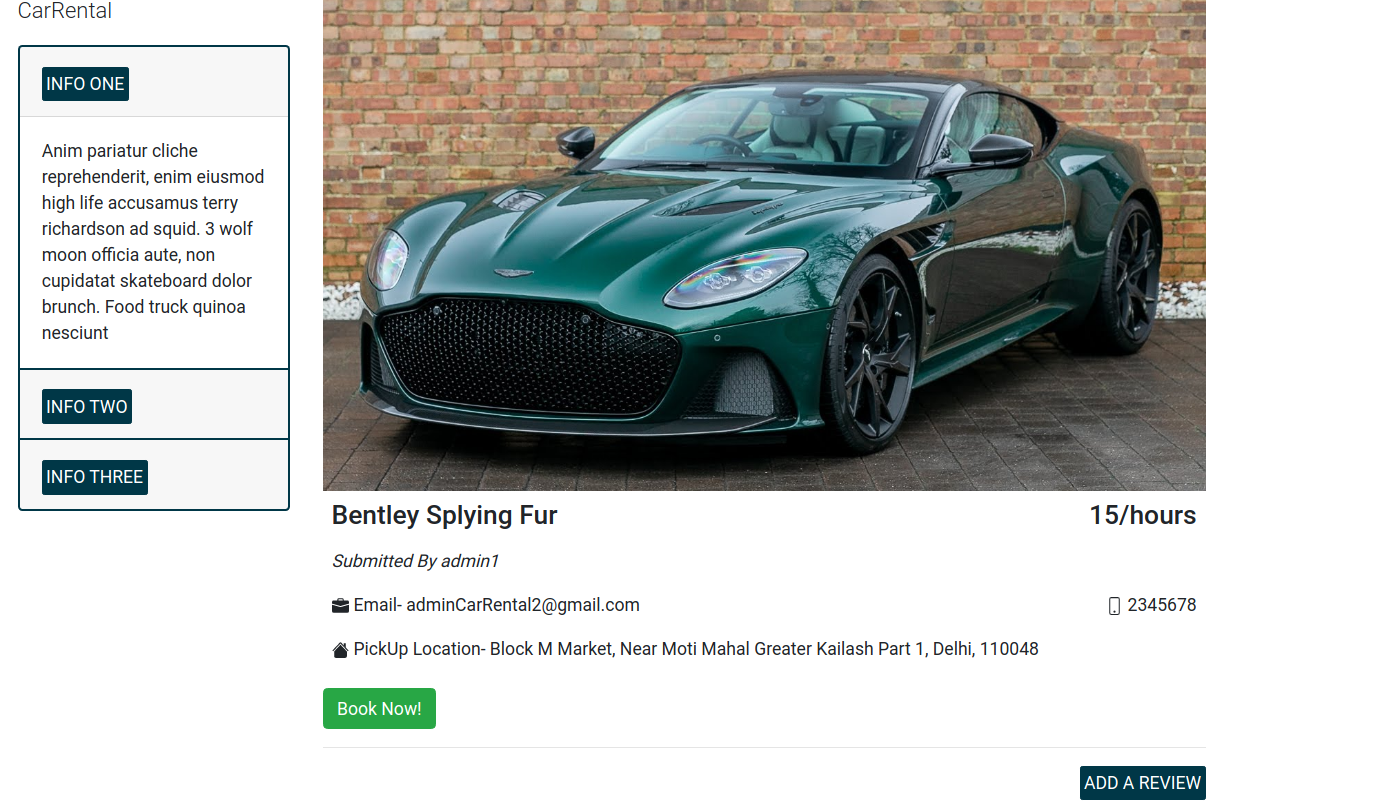 CarRental
INFO ONE
Anim pariatur cliche
reprehenderit, enim eiusmod
high life accusamus terry
richardson ad squid. 3 wolf
moon officia aute, non
cupidatat skateboard dolor
brunch. Food truck quinoa
nesciunt
INFO TWO
INFO THREE
Bentley Splying Fur
15/hours
Submitted By admin1
Email- adminCarRental2@gmail.com
2345678
PickUp Location- Block M Market, Near Moti Mahal Greater Kailash Part 1, Delhi, 110048
Book Now!
ADD A REVIEW